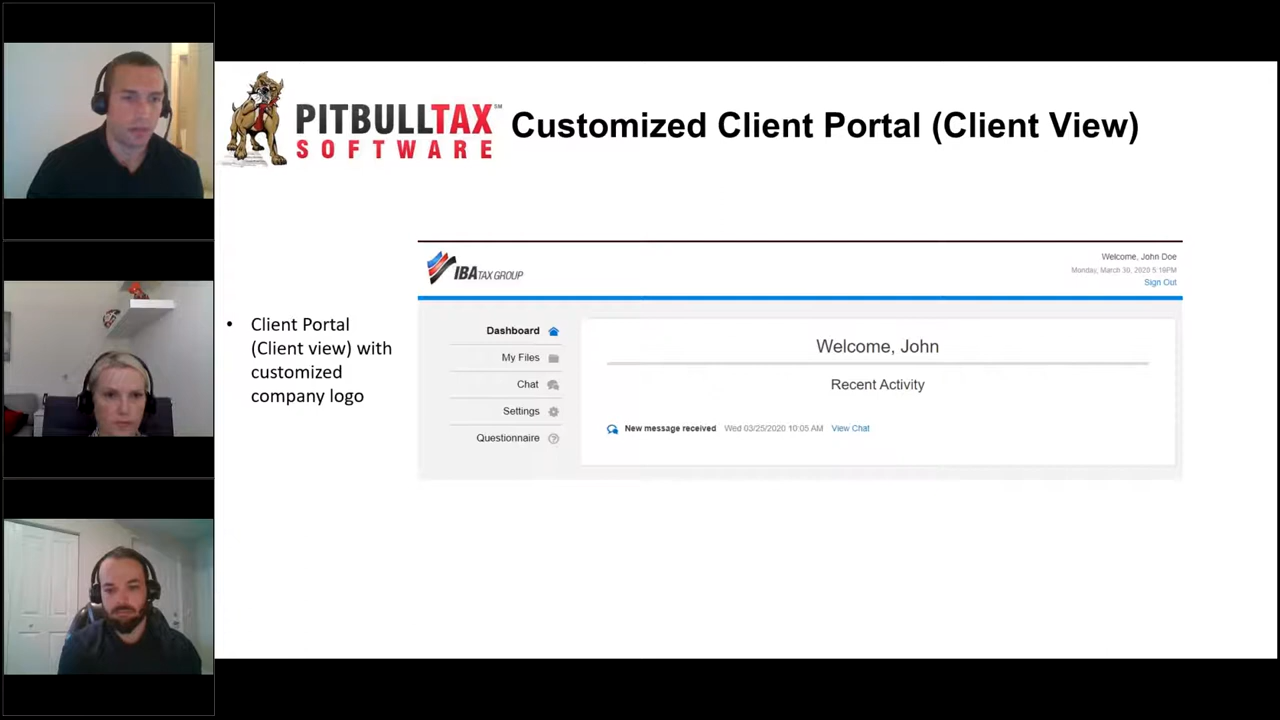 PITBULLTAX SM
SOFTWARE
Customized Client Portal (Client View)
• Client Portal
(Client view) with
customized
company logo
IBA TAX GROUP
Welcome, John Doe
Monday, March 30, 2020 5:19PM
Sign Out
Dashboard
My Files
Chat
Settings
Questionnaire
Welcome, John
Recent Activity
New message received Wed 03/25/2020 10:05 AM View Chat